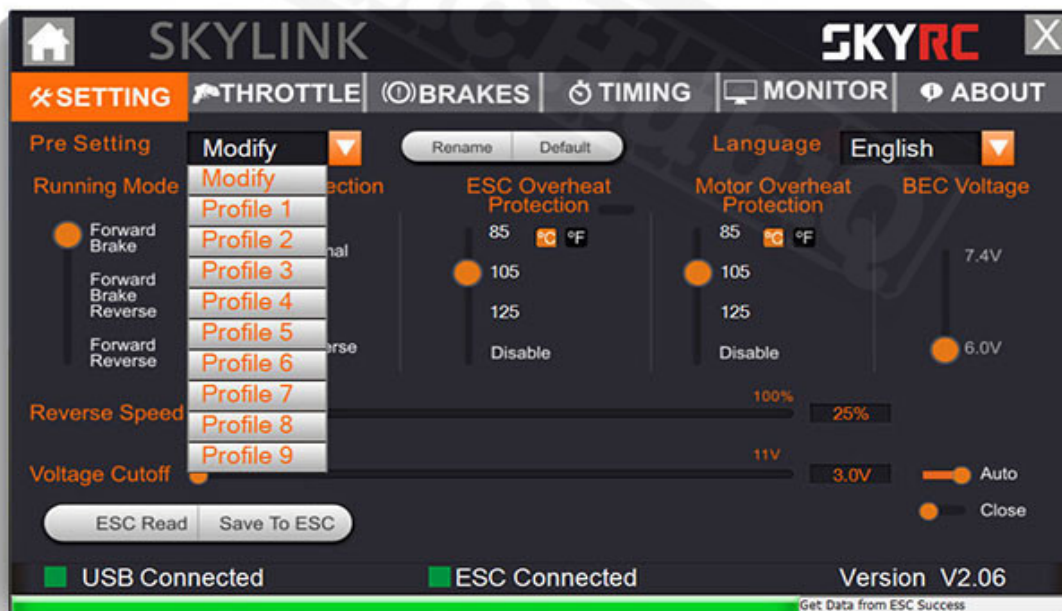 SKYLINK
SKYRC
X
SETTING THROTTLE BRAKES TIMING MONITOR ABOUT
Pre Setting Modify Rename Default Language English
Modify
Profile 1
Profile 2
Profile 3
Profile 4
Profile 5
Profile 6
Profile 7
Profile 8
Profile 9
Running Mode
Forward
Brake
Forward
Brake
Reverse
Forward
Reverse
ection
nal
erse
ESC Overheat
Protection
85 °C °F
105
125
Disable
Motor Overheat
Protection
85 °C °F
105
125
Disable
BEC Voltage
7.4V
6.0V
Reverse Speed 100% 25%
Voltage Cutoff 11V 3.0V Auto
Close
ESC Read Save To ESC
USB Connected ESC Connected Version V2.06
Get Data from ESC Success